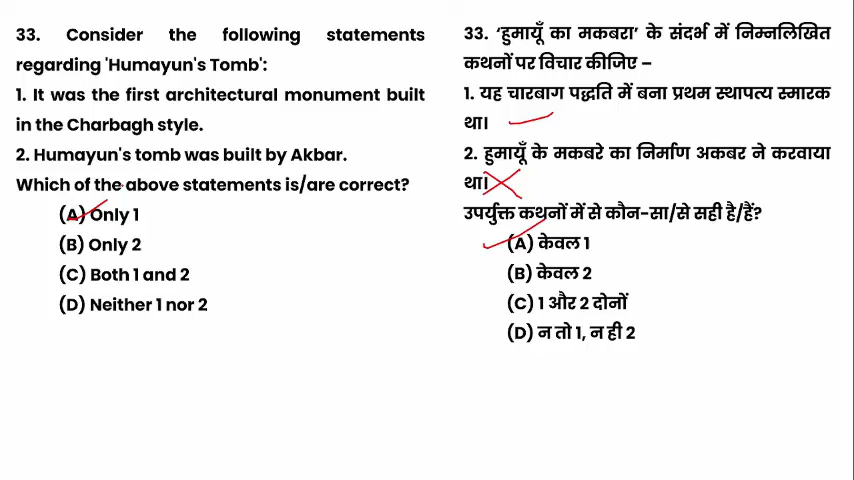 33. Consider the following statements
regarding 'Humayun's Tomb':
1. It was the first architectural monument built
in the Charbagh style.
2. Humayun's tomb was built by Akbar.
Which of the above statements is/are correct?
(A) Only 1
(B) Only 2
(C) Both 1 and 2
(D) Neither 1 nor 2
33. ‘हुमायूँ का मकबरा’ के संदर्भ में निम्नलिखित
कथनों पर विचार कीजिए –
1. यह चारबाग पद्धति में बना प्रथम स्थापत्य स्मारक
था।
2. हुमायूँ के मकबरे का निर्माण अकबर ने करवाया
था।
उपर्युक्त कथनों में से कौन-सा/से सही है/हैं?
(A) केवल 1
(B) केवल 2
(C) 1 और 2 दोनों
(D) न तो 1, न ही 2